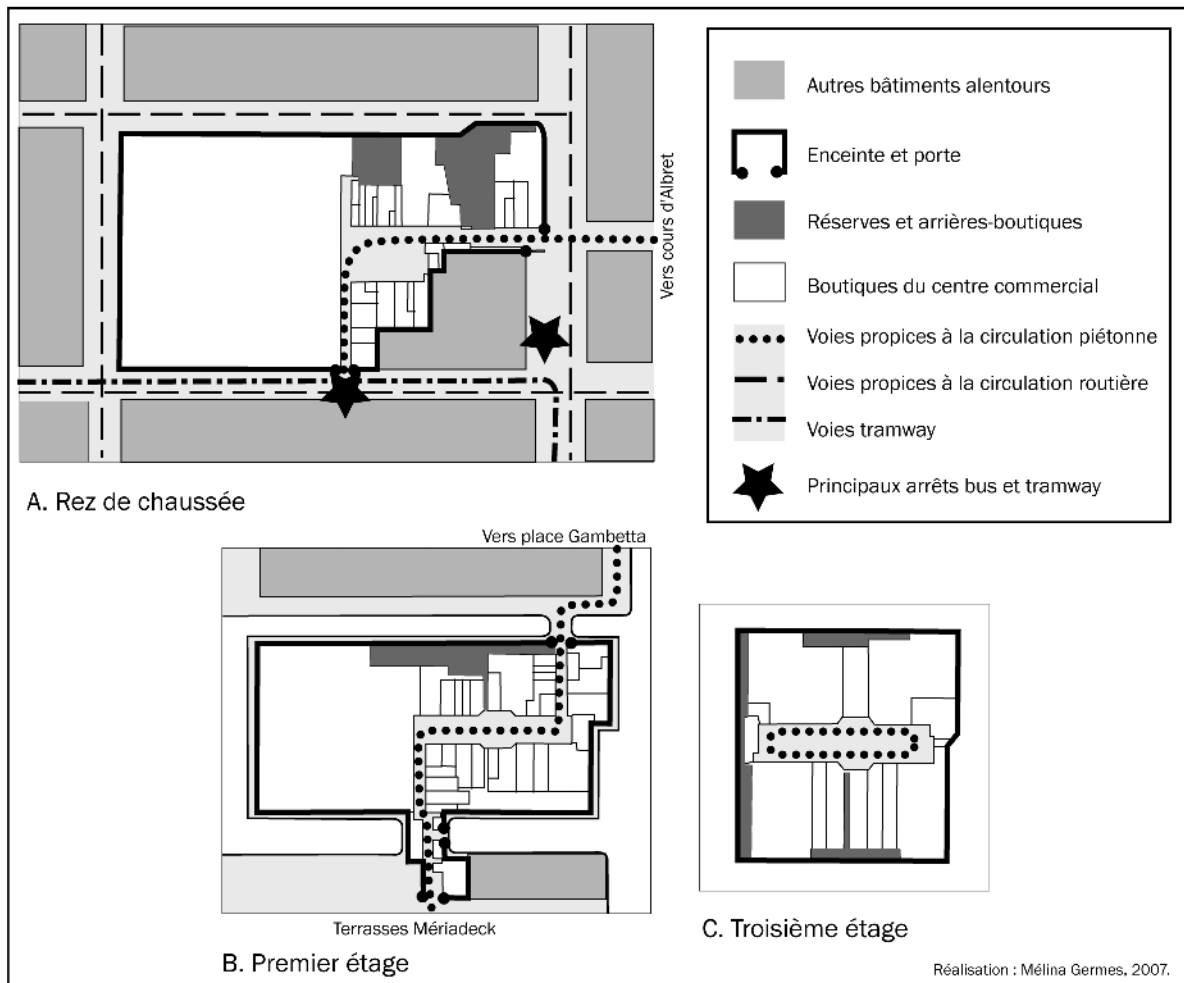 Autres bâtiments alentours
Enceinte et porte
Réserves et arrières-boutiques
Boutiques du centre commercial
Voies propices à la circulation piétonne
Voies propices à la circulation routière
Voies tramway
Principaux arrêts bus et tramway
Vers cours d'Albret
A. Rez de chaussée
Vers place Gambetta
Terrasses Mériadeck
B. Premier étage
C. Troisième étage
Réalisation : Mélina Germes, 2007.